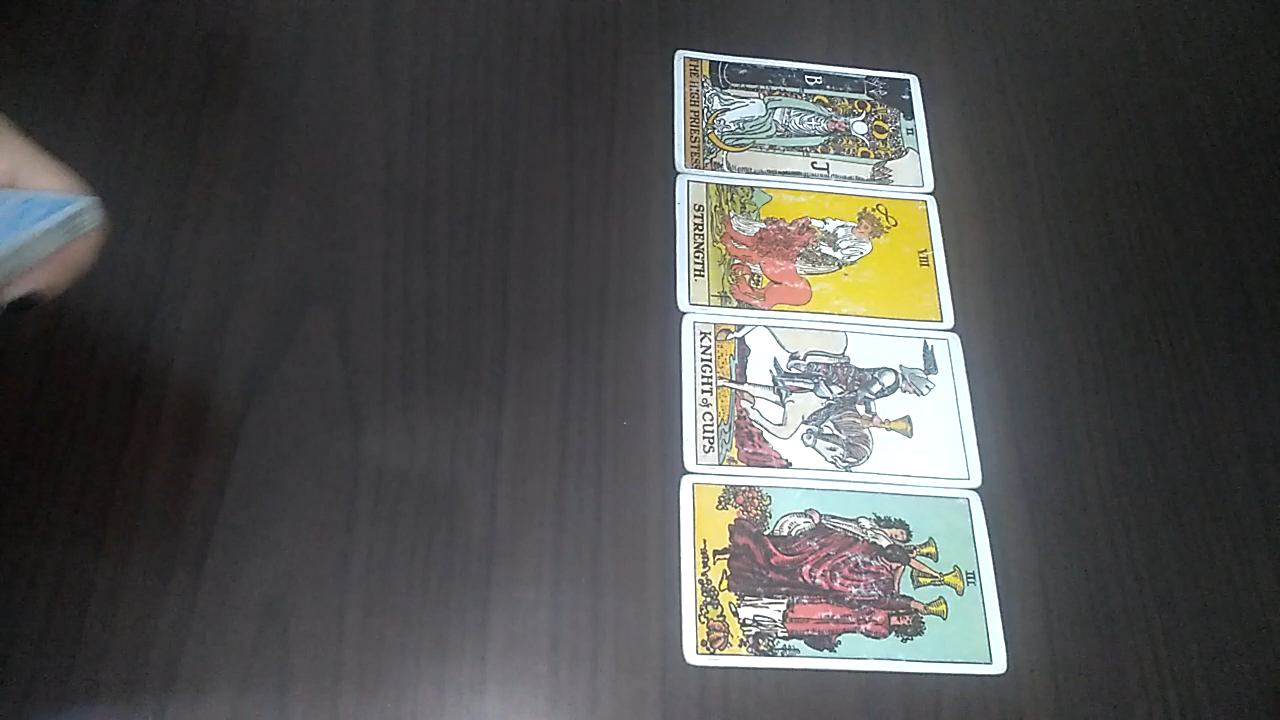 II
B
J
THE HIGH PRIESTESS
VIII
STRENGTH.
KNIGHT of CUPS
III